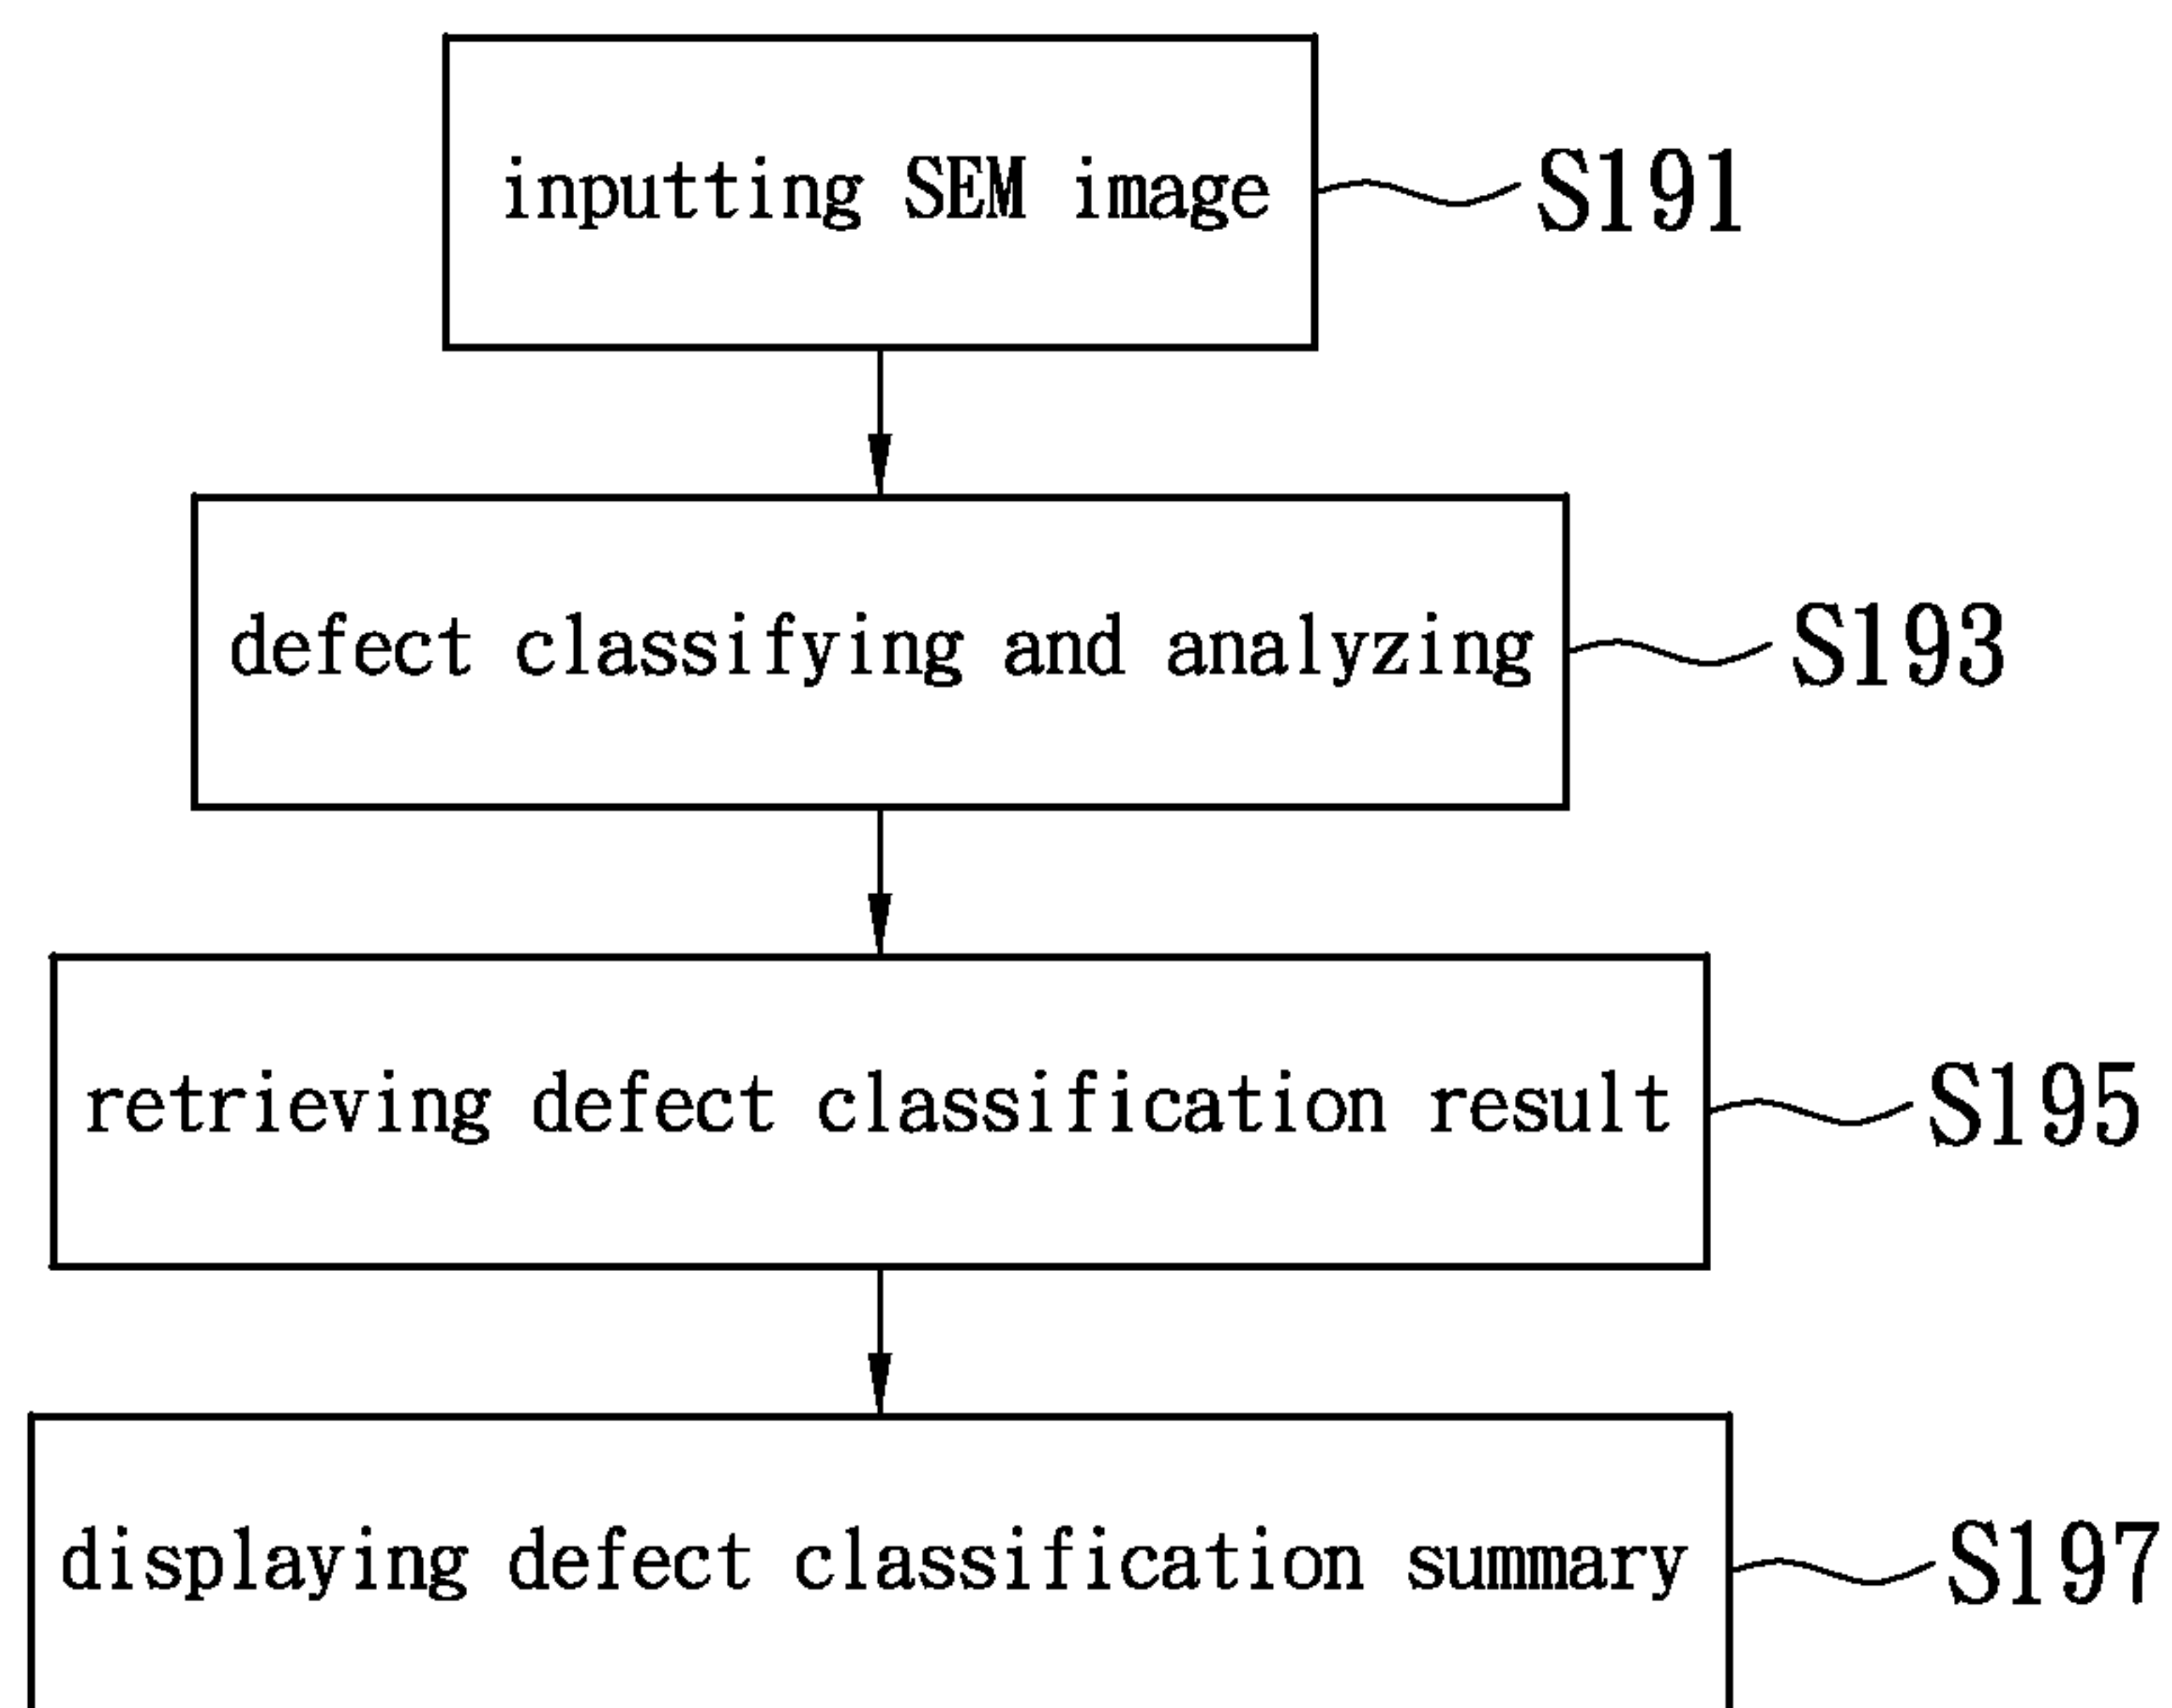 inputting SEM image S191
defect classifying and analyzing S193
retrieving defect classification result S195
displaying defect classification summary S197